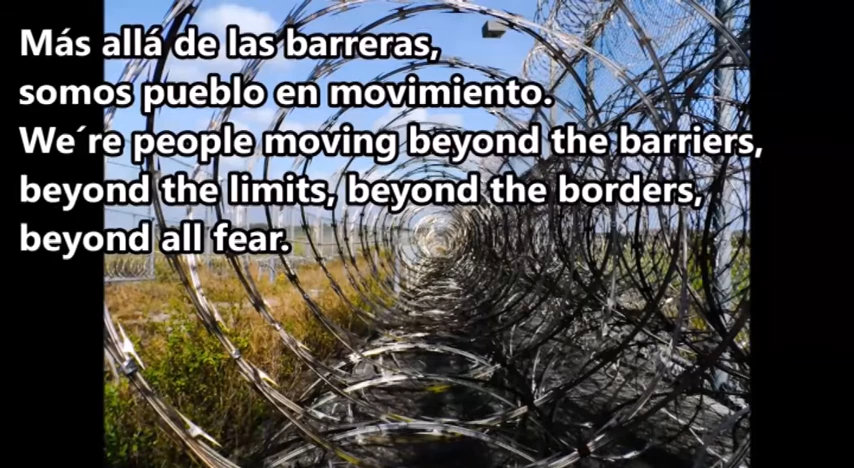 Más allá de las barreras,
somos pueblo en movimiento.
We´re people moving beyond the barriers,
beyond the limits, beyond the borders,
beyond all fear.